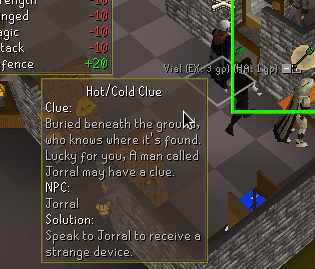 -10
nged -10
agic -10
tack -10
fence +20
Vial (EX: 3 gp) (HA: 1 gp)
Hot/Cold Clue
Clue:
Buried beneath the ground,
who knows where it's found.
Lucky for you, A man called
Jorral may have a clue.
NPC:
Jorral
Solution:
Speak to Jorral to receive a
strange device.